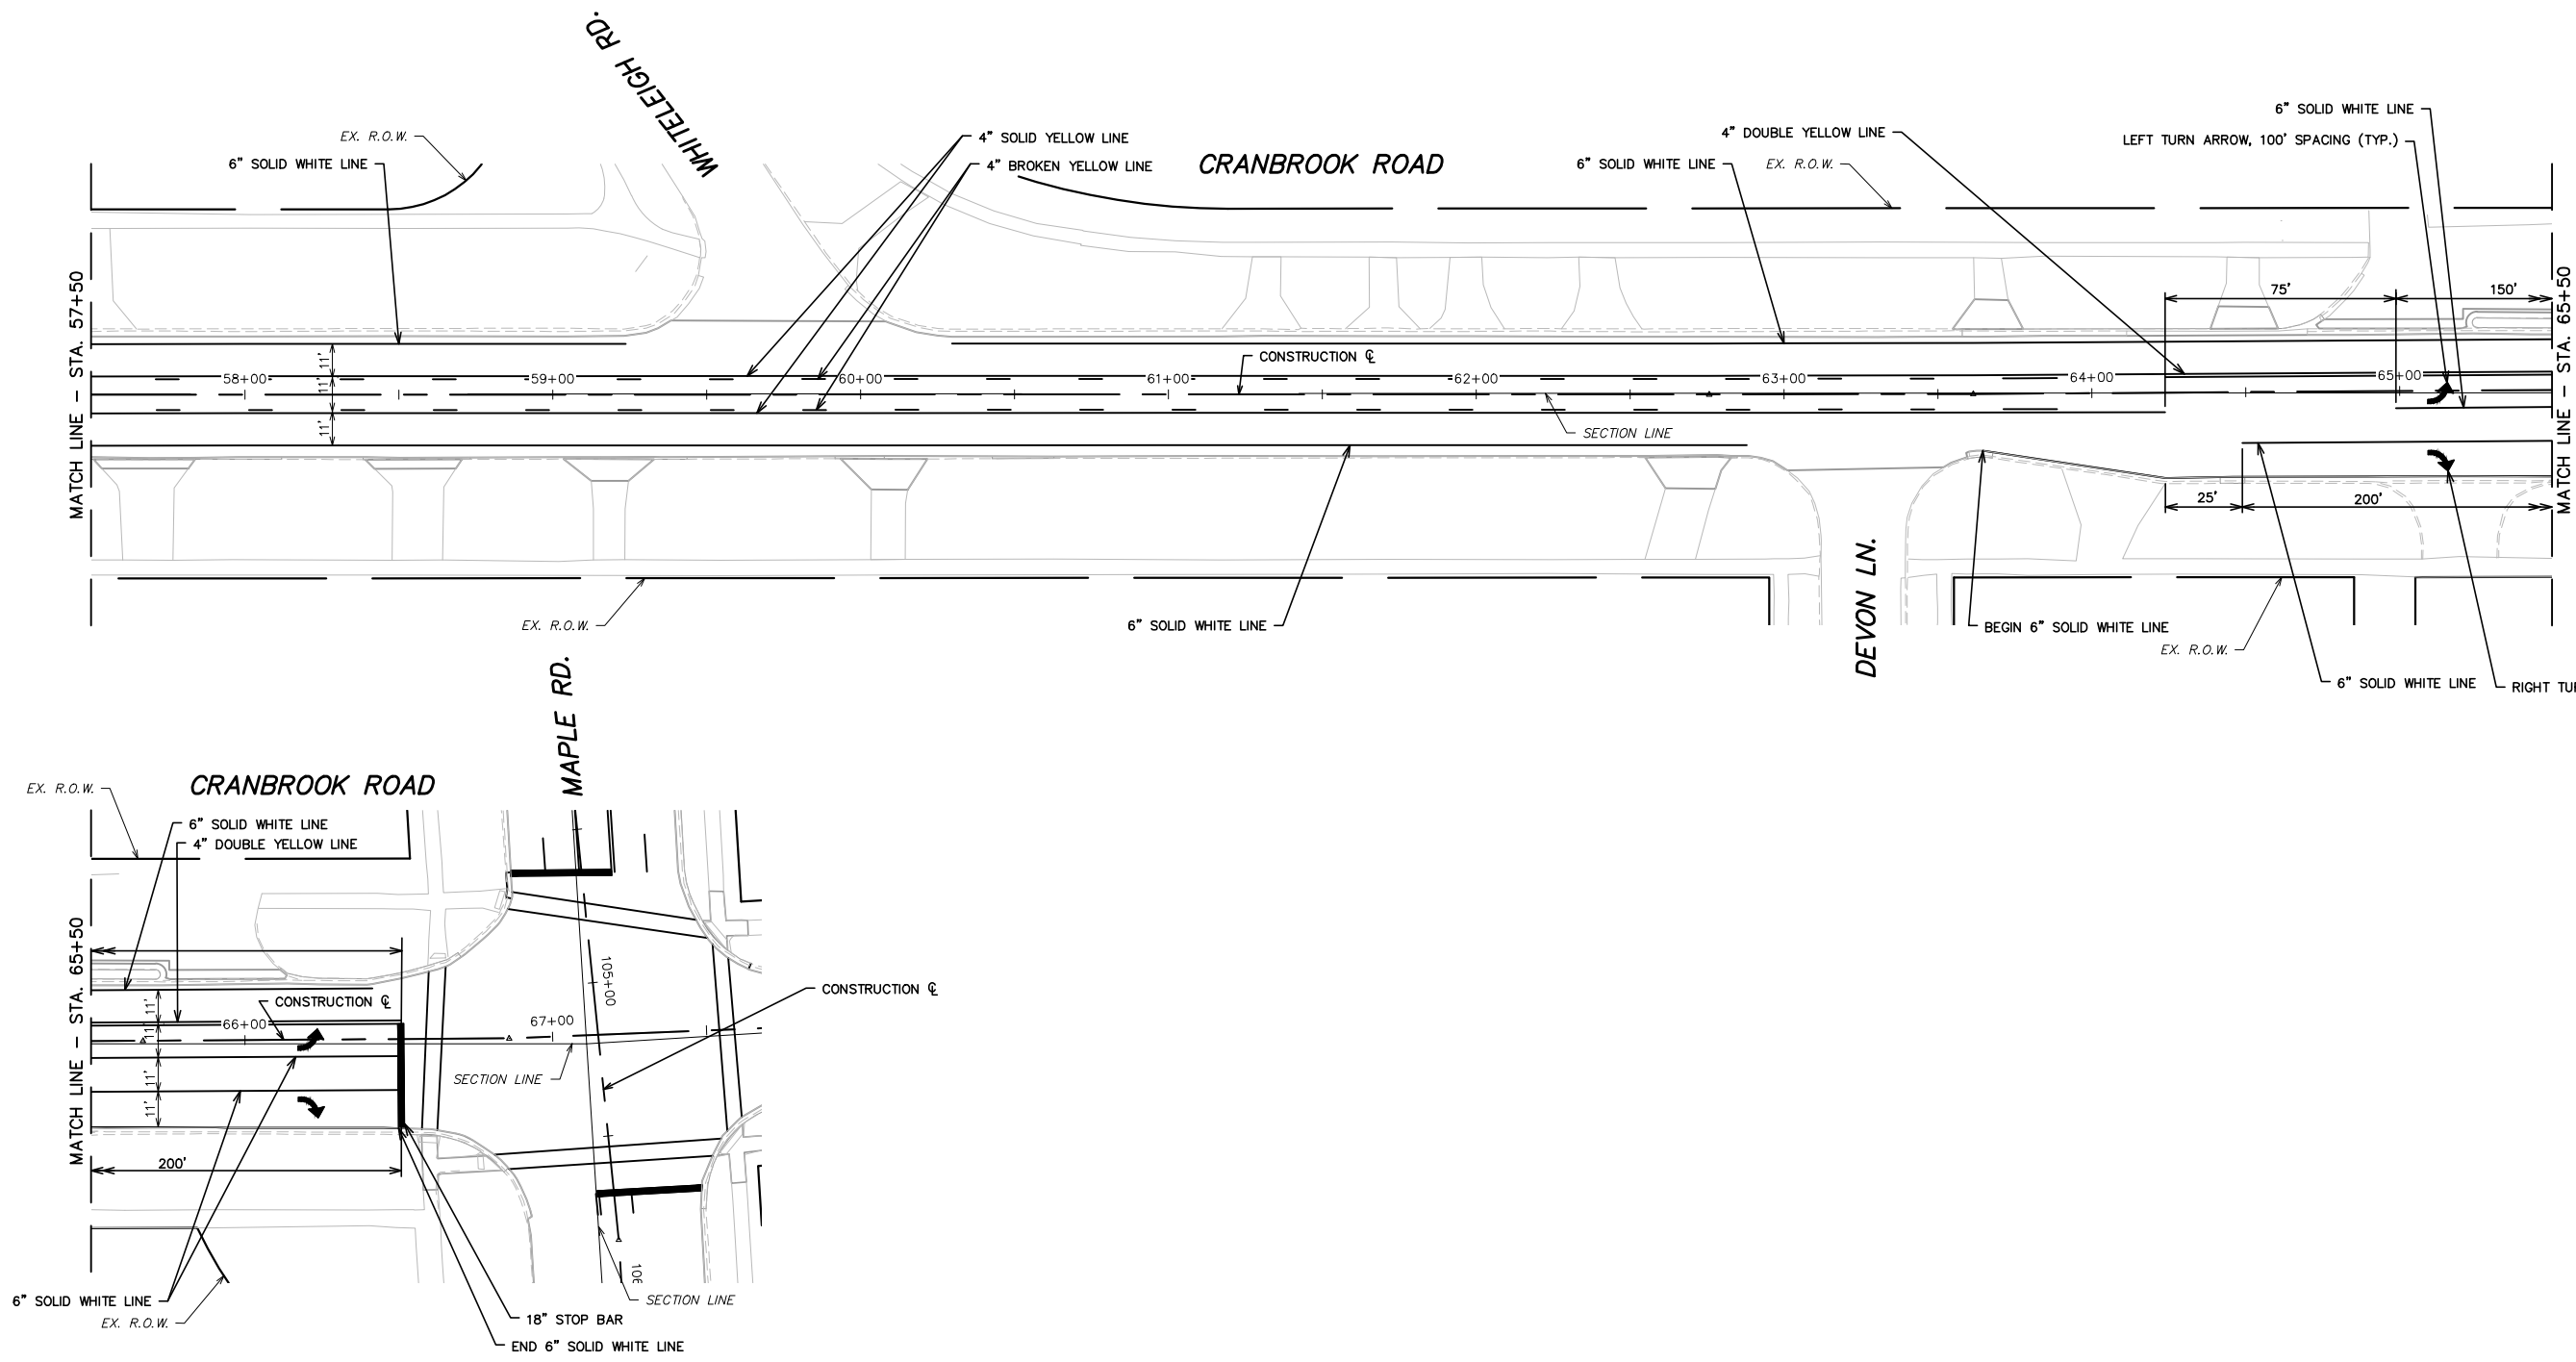 WHITELEIGH RD.
EX. R.O.W.
6" SOLID WHITE LINE
4" SOLID YELLOW LINE
4" BROKEN YELLOW LINE
CRANBROOK ROAD
6" SOLID WHITE LINE
4" DOUBLE YELLOW LINE
EX. R.O.W.
6" SOLID WHITE LINE
LEFT TURN ARROW, 100' SPACING (TYP.)
MATCH LINE - STA. 57+50
75'
150'
MATCH LINE - STA. 65+50
11'
11'
11'
CONSTRUCTION ℄
58+00
59+00
60+00
61+00
62+00
63+00
64+00
65+00
SECTION LINE
25'
200'
EX. R.O.W.
6" SOLID WHITE LINE
DEVON LN.
BEGIN 6" SOLID WHITE LINE
EX. R.O.W.
6" SOLID WHITE LINE
RIGHT TU
MAPLE RD.
CRANBROOK ROAD
EX. R.O.W.
6" SOLID WHITE LINE
4" DOUBLE YELLOW LINE
MATCH LINE - STA. 65+50
11'
11'
11'
11'
CONSTRUCTION ℄
66+00
67+00
105+00
CONSTRUCTION ℄
SECTION LINE
200'
106
6" SOLID WHITE LINE
EX. R.O.W.
SECTION LINE
18" STOP BAR
END 6" SOLID WHITE LINE